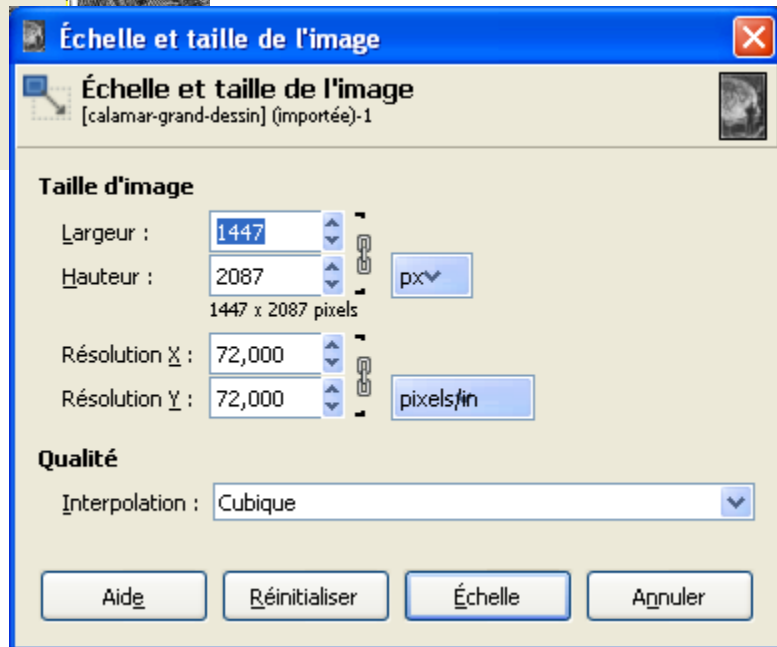 Échelle et taille de l'image
Échelle et taille de l'image
[calamar-grand-dessin] (importée)-1
Taille d'image
Largeur : 1447
Hauteur : 2087 px
1447 x 2087 pixels
Résolution X : 72,000
Résolution Y : 72,000 pixels/in
Qualité
Interpolation : Cubique
Aide Réinitialiser Échelle Annuler